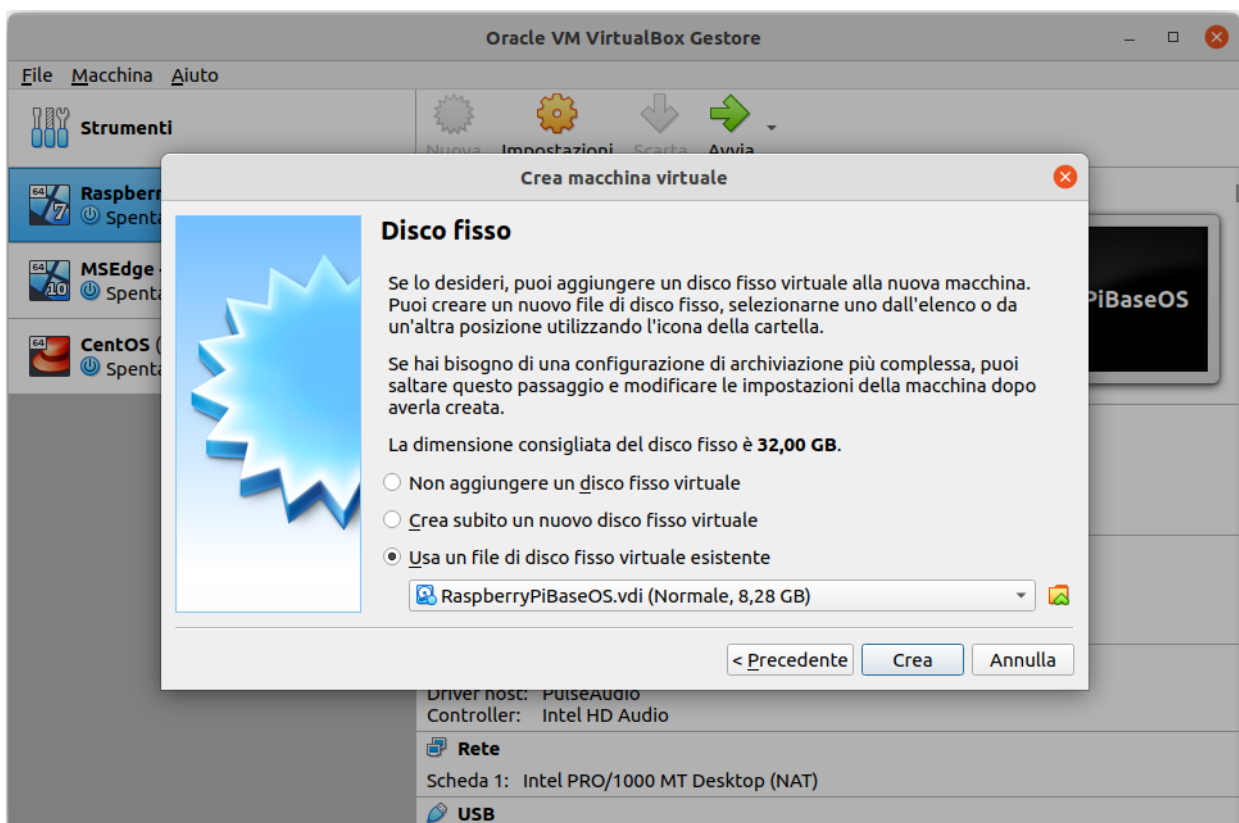 Oracle VM VirtualBox Gestore
File Macchina Aiuto
Strumenti
Nuova Impostazioni Scarta Avvia
Crea macchina virtuale
64
7
Raspberr
Spenta
64
10
MSEdge -
Spenta
64
CentOS (
Spenta
PiBaseOS
Disco fisso
Se lo desideri, puoi aggiungere un disco fisso virtuale alla nuova macchina.
Puoi creare un nuovo file di disco fisso, selezionarne uno dall'elenco o da
un'altra posizione utilizzando l'icona della cartella.
Se hai bisogno di una configurazione di archiviazione più complessa, puoi
saltare questo passaggio e modificare le impostazioni della macchina dopo
averla creata.
La dimensione consigliata del disco fisso è 32,00 GB.
Non aggiungere un disco fisso virtuale
Crea subito un nuovo disco fisso virtuale
Usa un file di disco fisso virtuale esistente
RaspberryPiBaseOS.vdi (Normale, 8,28 GB)
< Precedente Crea Annulla
Driver host: PulseAudio
Controller: Intel HD Audio
Rete
Scheda 1: Intel PRO/1000 MT Desktop (NAT)
USB